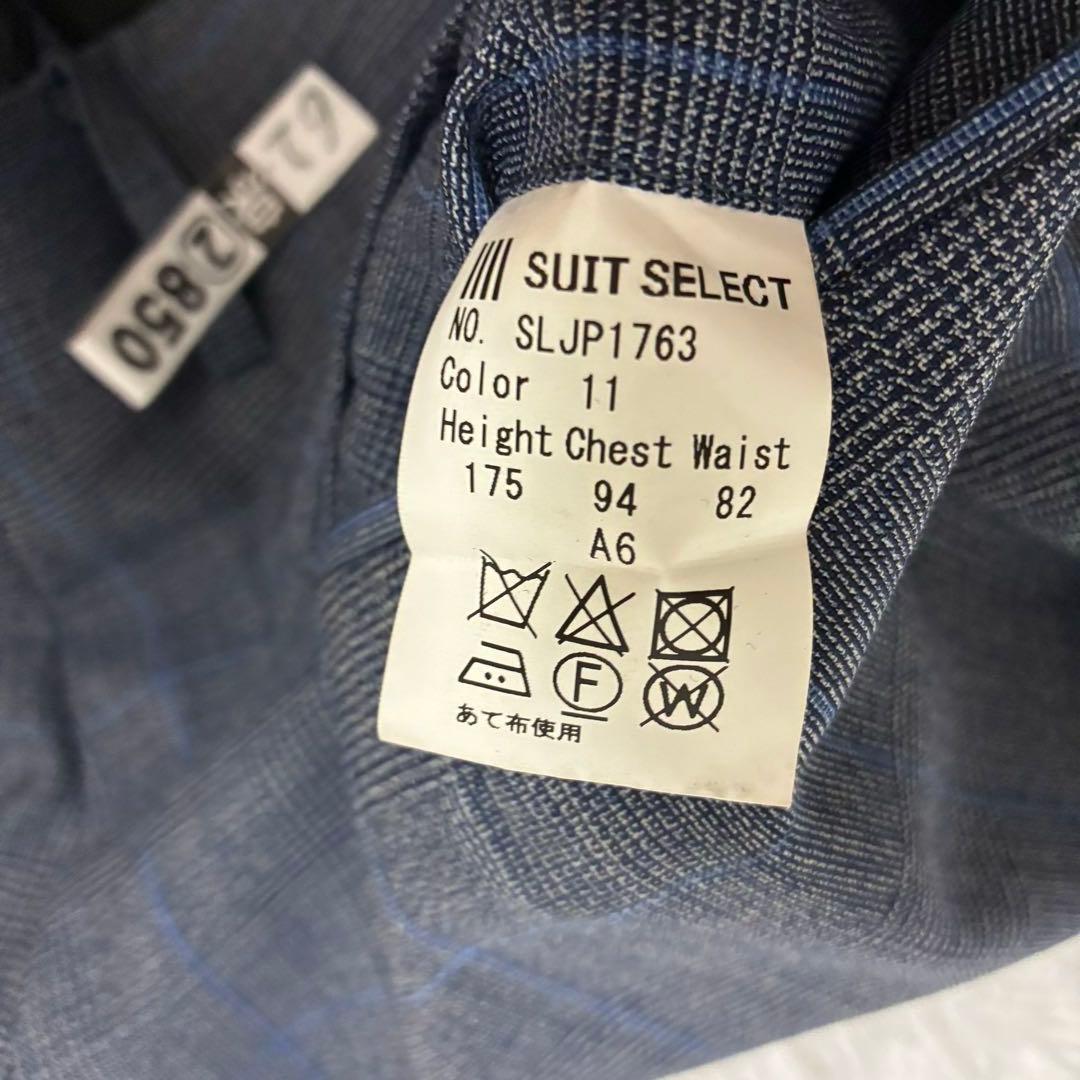 SUIT SELECT
NO. SLJP1763
Color 11
Height Chest Waist
175 94 82
A6
F W
あて布使用
2850